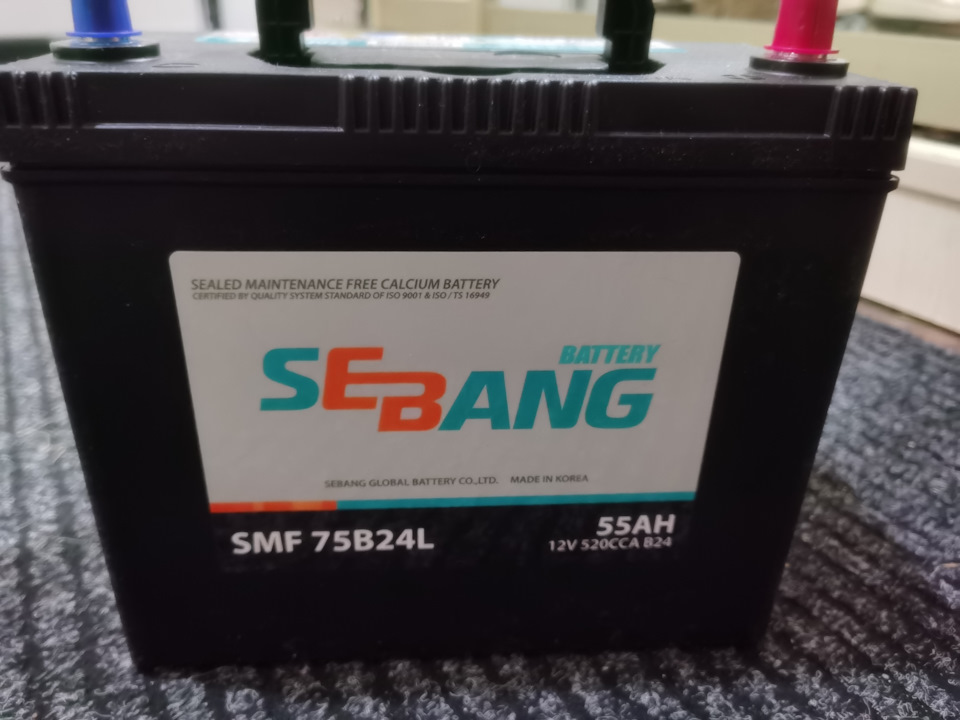 SEALED MAINTENANCE FREE CALCIUM BATTERY
CERTIFIED BY QUALITY SYSTEM STANDARD OF ISO 9001 & ISO / TS 16949
BATTERY
SEBANG
SEBANG GLOBAL BATTERY CO.,LTD. MADE IN KOREA
SMF 75B24L
55AH
12V 520CCA B24